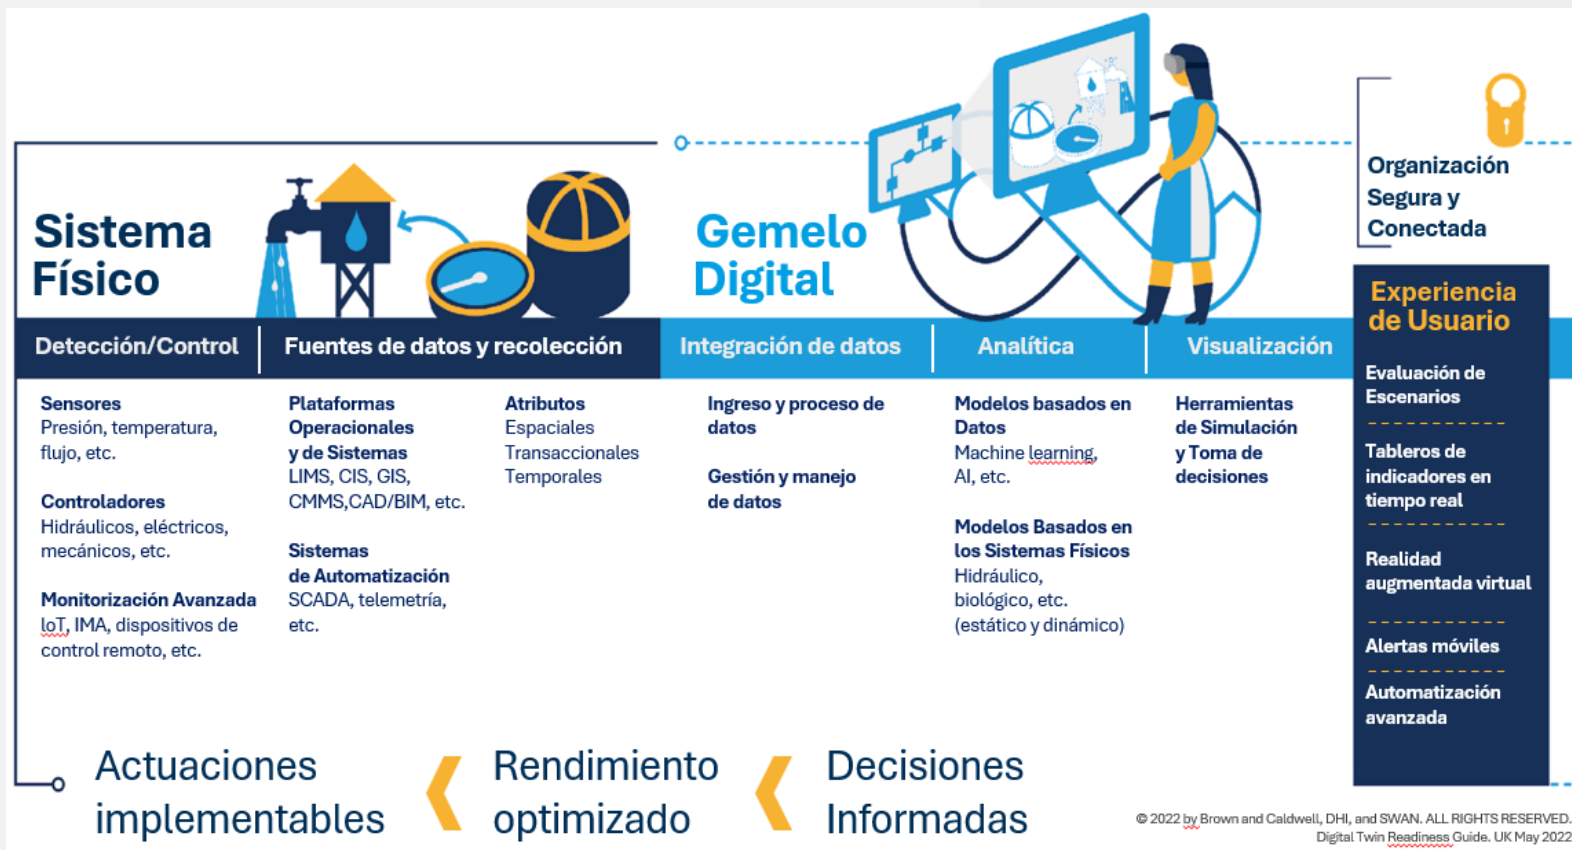 Sistema
Físico
Gemelo
Digital
Organización
Segura y
Conectada
Detección/Control
Fuentes de datos y recolección
Integración de datos
Analítica
Visualización
Sensores
Presión, temperatura,
flujo, etc.
Controladores
Hidráulicos, eléctricos,
mecánicos, etc.
Monitorización Avanzada
IoT, IMA, dispositivos de
control remoto, etc.
Plataformas
Operacionales
y de Sistemas
LIMS, CIS, GIS,
CMMS,CAD/BIM, etc.
Sistemas
de Automatización
SCADA, telemetría,
etc.
Atributos
Espaciales
Transaccionales
Temporales
Ingreso y proceso de
datos
Gestión y manejo
de datos
Modelos basados en
Datos
Machine learning,
AI, etc.
Modelos Basados en
los Sistemas Físicos
Hidráulico,
biológico, etc.
(estático y dinámico)
Herramientas
de Simulación
y Toma de
decisiones
Experiencia
de Usuario
Evaluación de
Escenarios
Tableros de
indicadores en
tiempo real
Realidad
augmentada virtual
Alertas móviles
Automatización
avanzada
Actuaciones
implementables
Rendimiento
optimizado
Decisiones
Informadas
© 2022 by Brown and Caldwell, DHI, and SWAN. ALL RIGHTS RESERVED.
Digital Twin Readiness Guide. UK May 2022